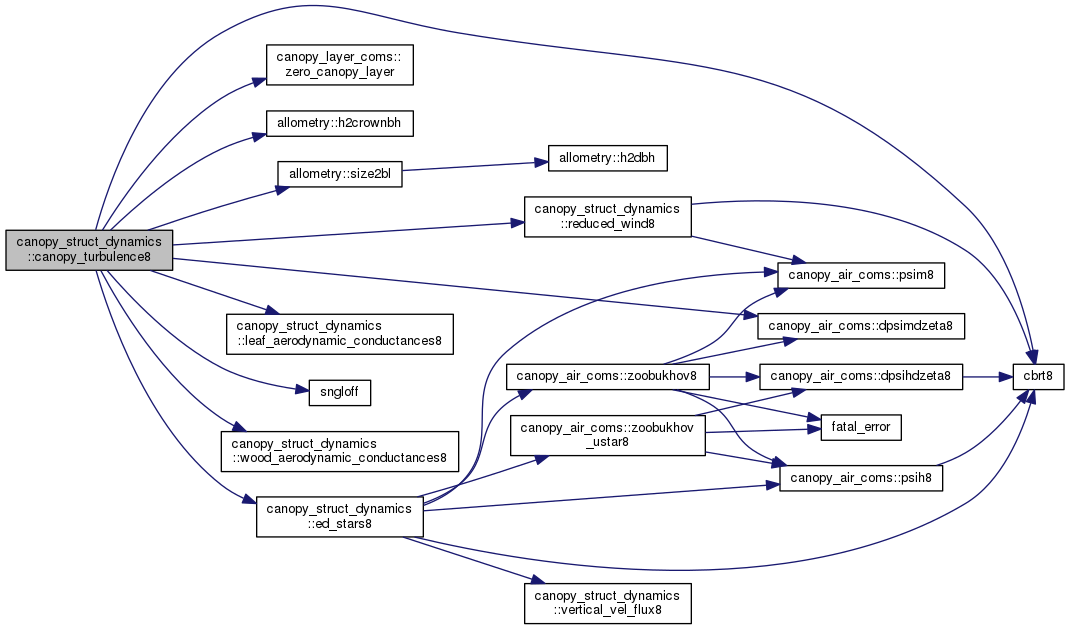 canopy_layer_coms::
zero_canopy_layer
allometry::h2crownbh
allometry::size2bl
allometry::h2dbh
canopy_struct_dynamics
::reduced_wind8
canopy_struct_dynamics
::canopy_turbulence8
canopy_air_coms::psim8
canopy_struct_dynamics
::leaf_aerodynamic_conductances8
canopy_air_coms::dpsimdzeta8
canopy_air_coms::zoobukhov8
canopy_air_coms::dpsihdzeta8
cbrt8
sngloff
canopy_air_coms::zoobukhov
_ustar8
fatal_error
canopy_struct_dynamics
::wood_aerodynamic_conductances8
canopy_air_coms::psih8
canopy_struct_dynamics
::ed_stars8
canopy_struct_dynamics
::vertical_vel_flux8